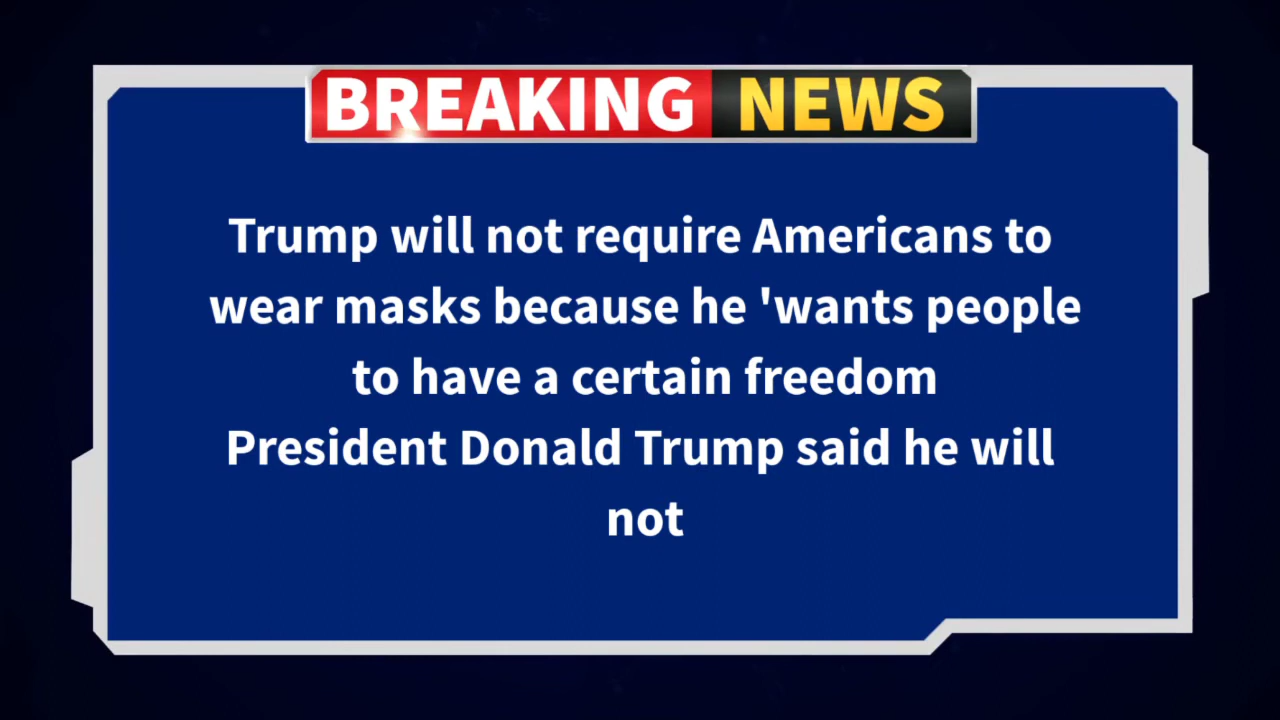 BREAKING NEWS
Trump will not require Americans to
wear masks because he 'wants people
to have a certain freedom
President Donald Trump said he will
not